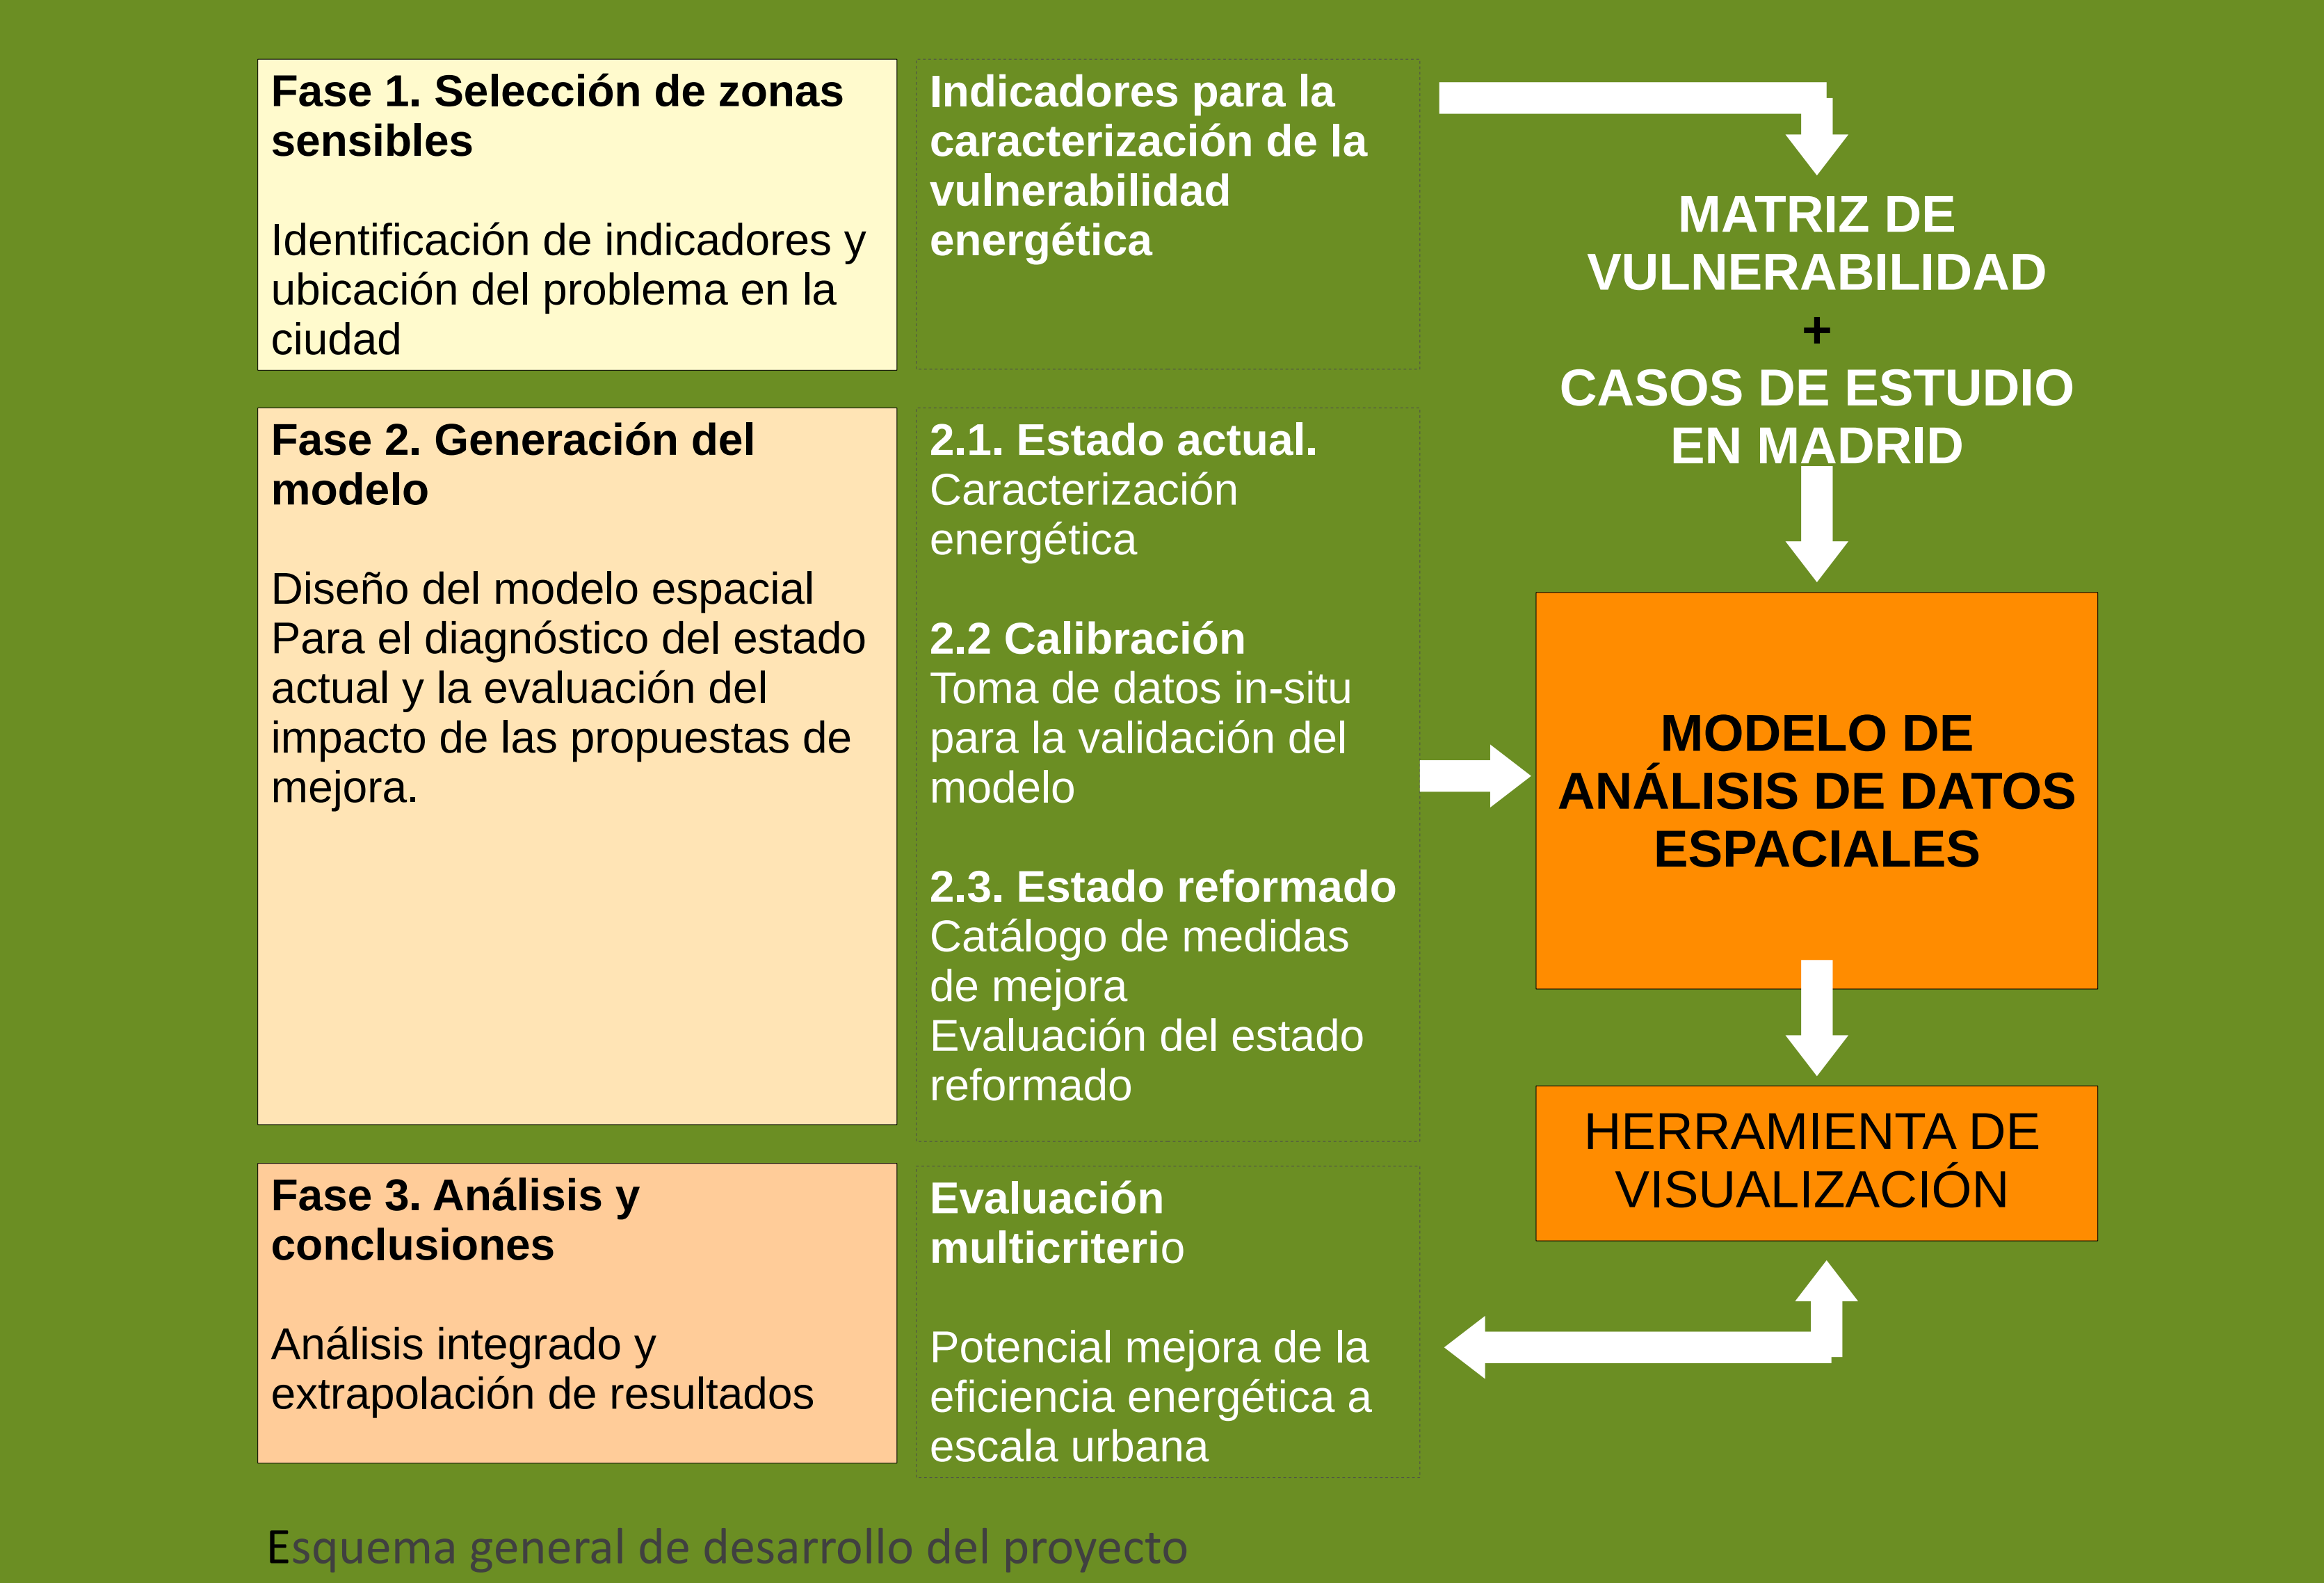 Fase 1. Selección de zonas
sensibles
Identificación de indicadores y
ubicación del problema en la
ciudad
Indicadores para la
caracterización de la
vulnerabilidad
energética
MATRIZ DE
VULNERABILIDAD
+
CASOS DE ESTUDIO
EN MADRID
Fase 2. Generación del
modelo
Diseño del modelo espacial
Para el diagnóstico del estado
actual y la evaluación del
impacto de las propuestas de
mejora.
2.1. Estado actual.
Caracterización
energética
2.2 Calibración
Toma de datos in-situ
para la validación del
modelo
2.3. Estado reformado
Catálogo de medidas
de mejora
Evaluación del estado
reformado
MODELO DE
ANÁLISIS DE DATOS
ESPACIALES
HERRAMIENTA DE
VISUALIZACIÓN
Fase 3. Análisis y
conclusiones
Análisis integrado y
extrapolación de resultados
Evaluación
multicriterio
Potencial mejora de la
eficiencia energética a
escala urbana
Esquema general de desarrollo del proyecto